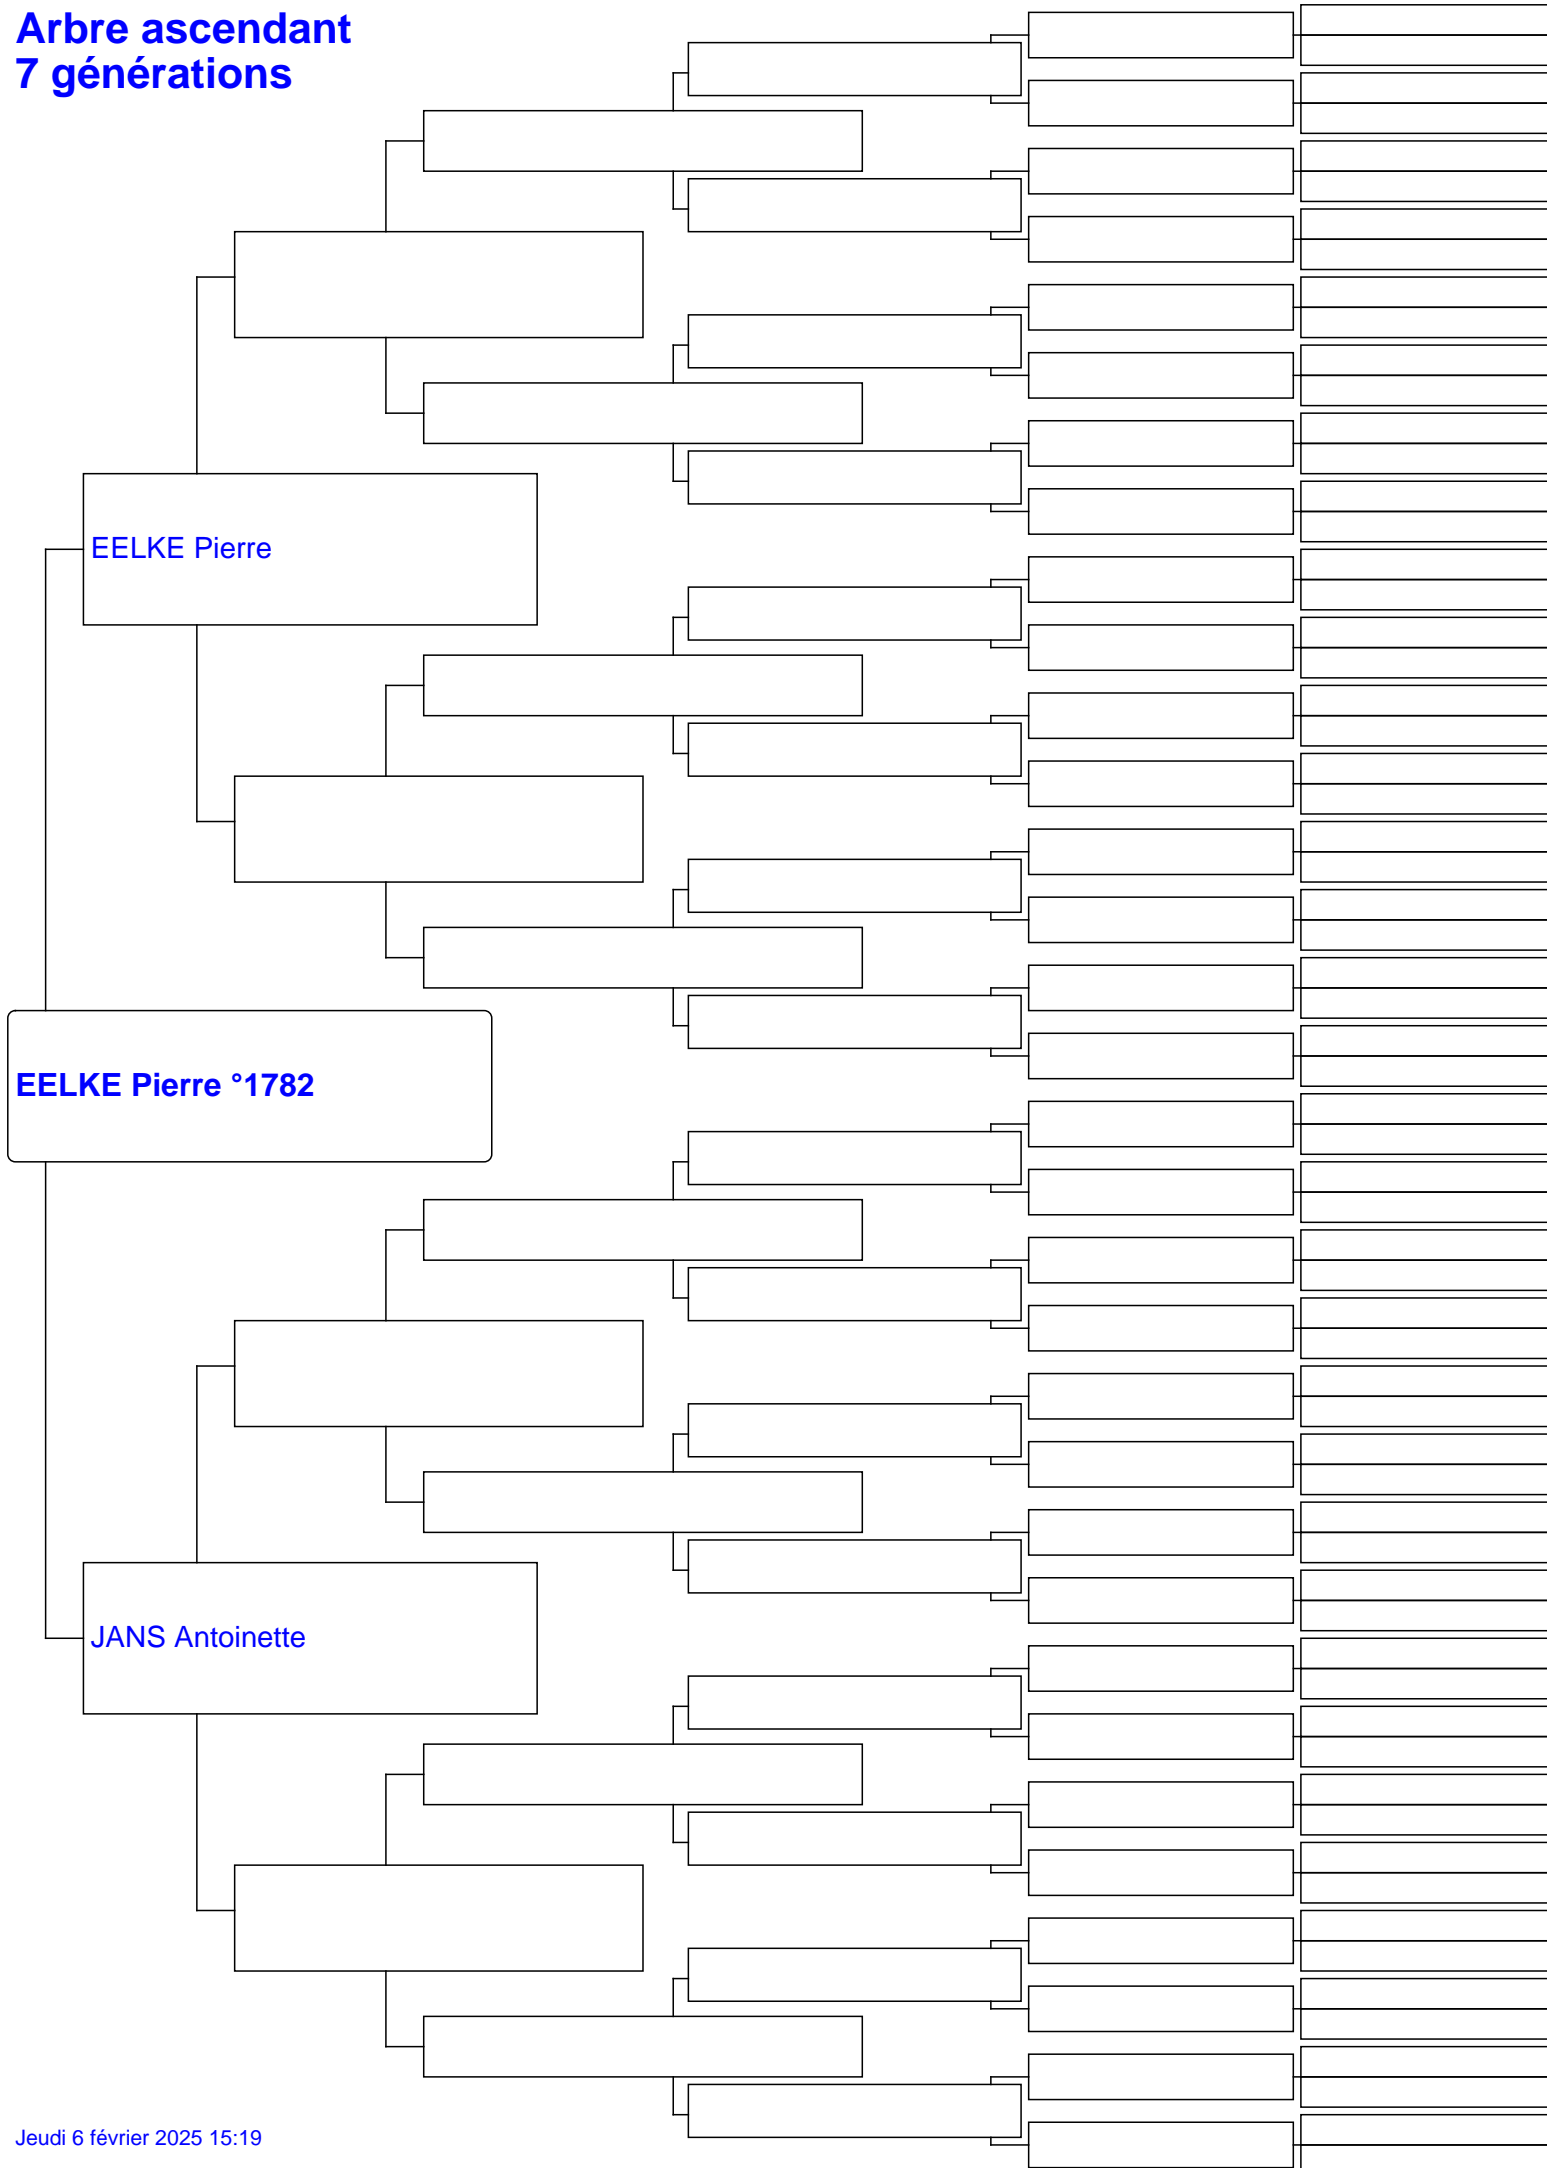 Arbre ascendant
7 générations
EELKE Pierre
EELKE Pierre °1782
JANS Antoinette
Jeudi 6 février 2025 15:19